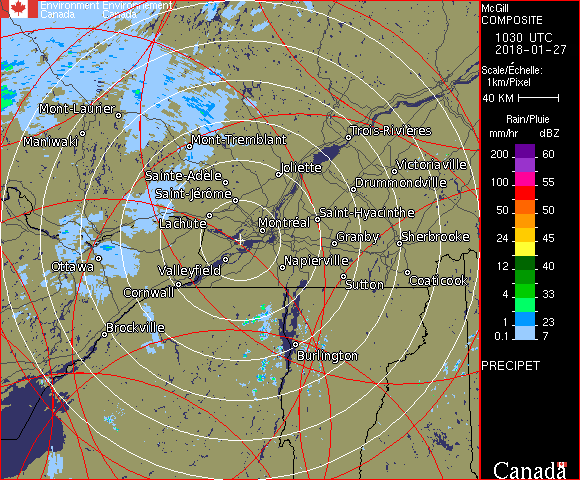 Environment Environnement
Canada Canada
McGill
COMPOSITE
1030 UTC
2018-01-27
Scale/Échelle:
1km/Pixel
40 KM
Rain/Pluie
mm/hr dBZ
200 60
100 55
50 50
24 45
12 40
4 33
1 23
0.1 7
PRECIPET
Canada
Mont-Laurier
Maniwaki
Mont-Tremblant
Trois-Rivières
Joliette
Victoriaville
Sainte-Adèle
Drummondville
Saint-Jérôme
Saint-Hyacinthe
Lachute
Montréal
Granby
Sherbrooke
Ottawa
Valleyfield
Napierville
Sutton
Coaticook
Cornwall
Brockville
Burlington